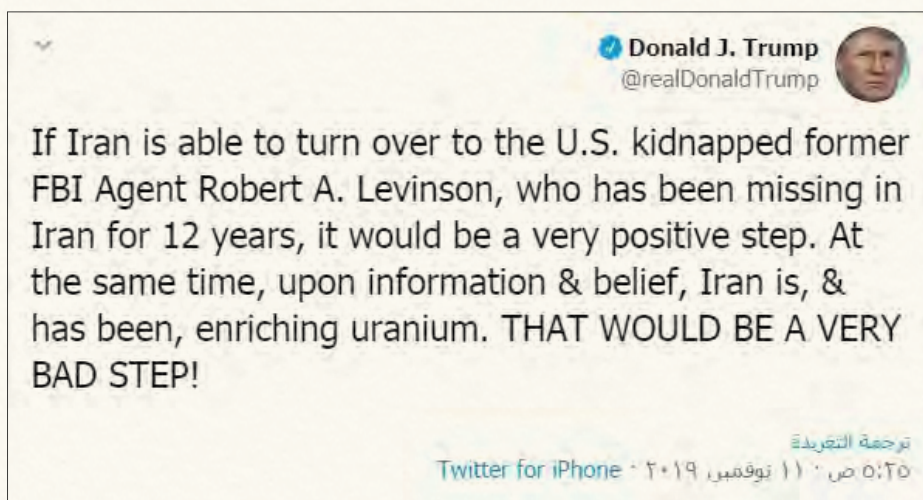 Donald J. Trump
@realDonaldTrump
If Iran is able to turn over to the U.S. kidnapped former
FBI Agent Robert A. Levinson, who has been missing in
Iran for 12 years, it would be a very positive step. At
the same time, upon information & belief, Iran is, &
has been, enriching uranium. THAT WOULD BE A VERY
BAD STEP!
ترجمة التغريدة
٥:٢٥ ص · ١١ نوفمبر ٢٠١٩ · Twitter for iPhone